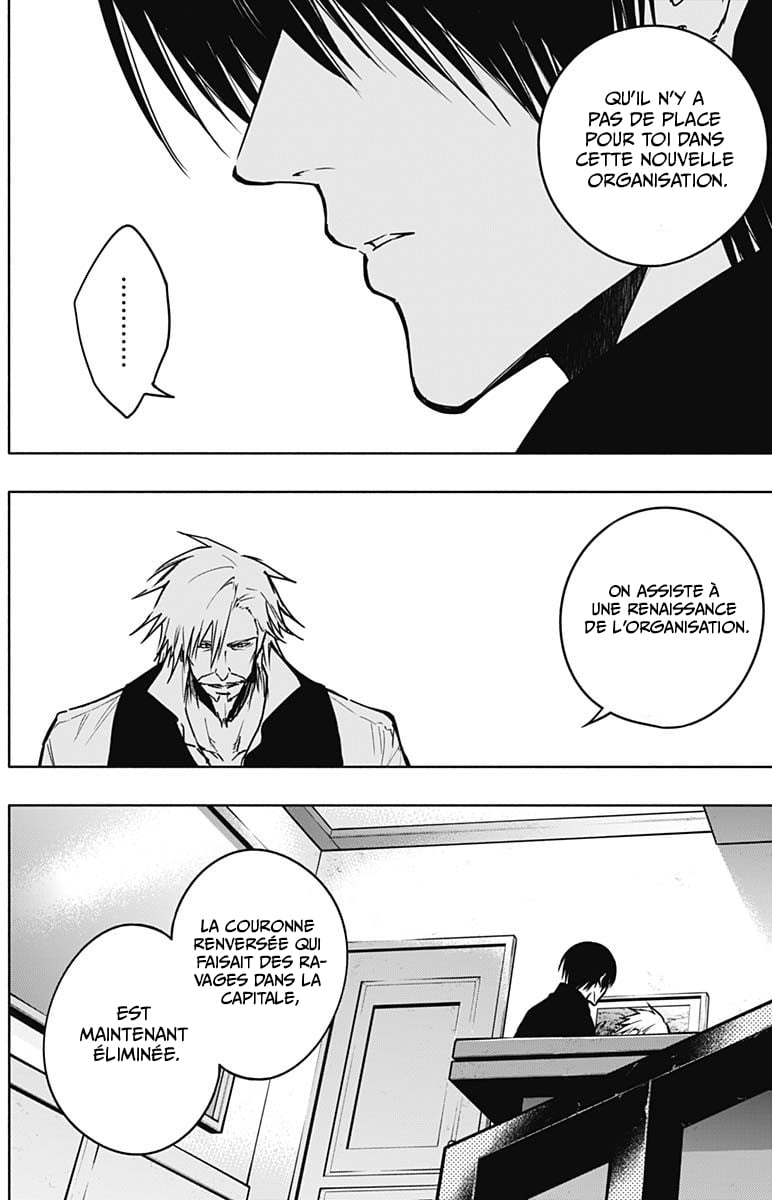 QU'IL N'Y A
PAS DE PLACE
POUR TOI DANS
CETTE NOUVELLE
ORGANISATION.
.........
ON ASSISTE À
UNE RENAISSANCE
DE L'ORGANISATION.
LA COURONNE
RENVERSÉE QUI
FAISAIT DES RA-
VAGES DANS LA
CAPITALE,
EST
MAINTENANT
ÉLIMINÉE.